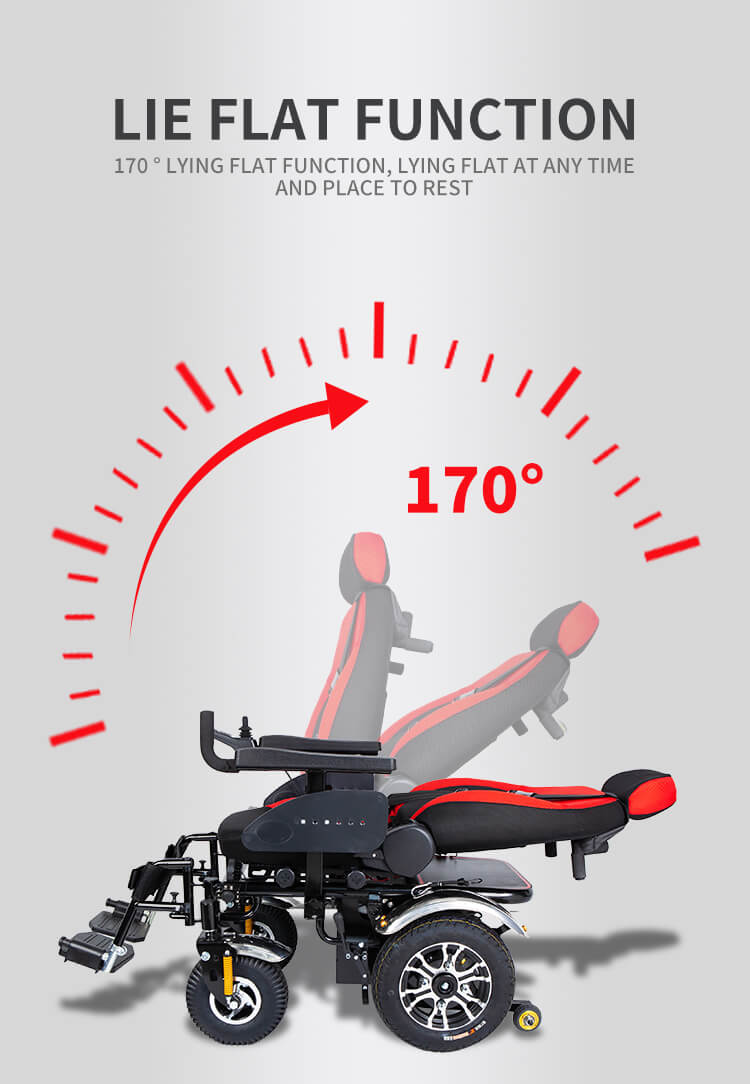 LIE FLAT FUNCTION
170 ° LYING FLAT FUNCTION, LYING FLAT AT ANY TIME
AND PLACE TO REST
170°